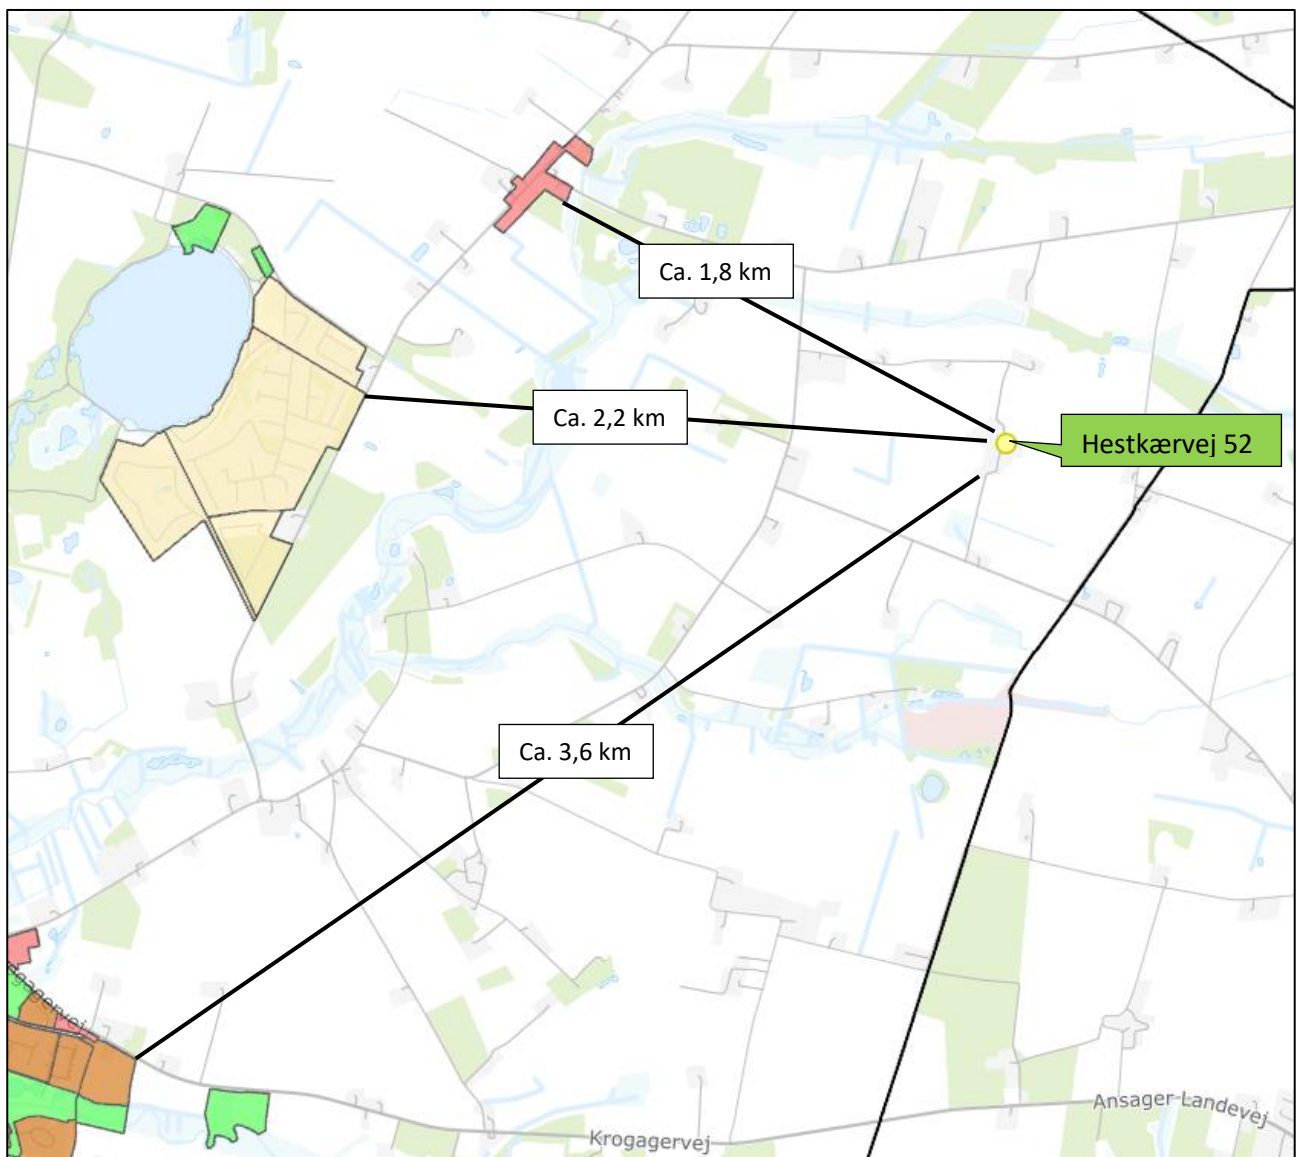 Ca. 1,8 km
Ca. 2,2 km
Hestkærvej 52
Ca. 3,6 km
Ansager Landevej
Krogagervej